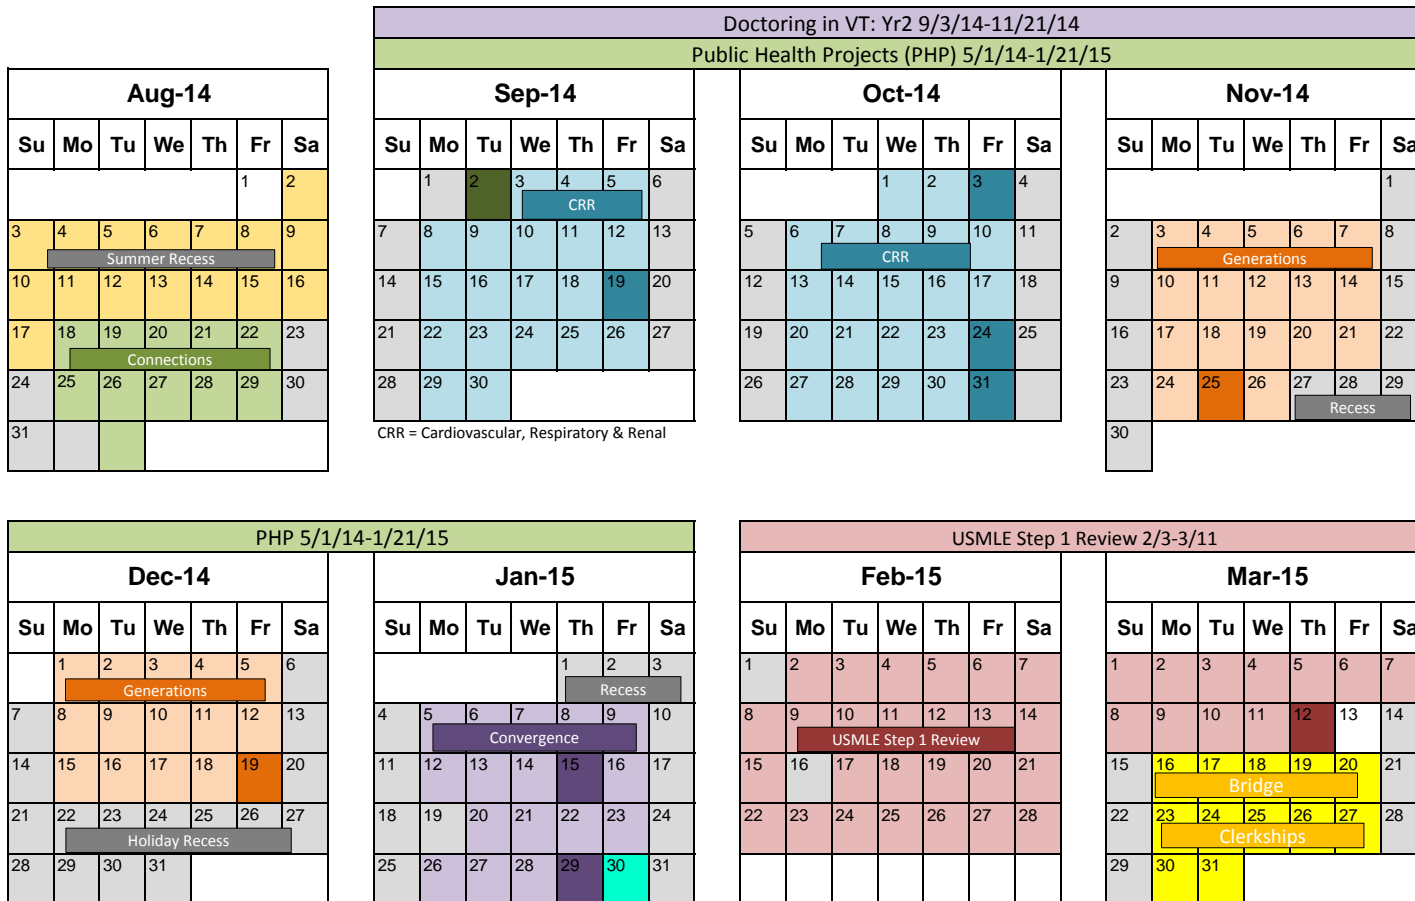 Doctoring in VT: Yr2 9/3/14-11/21/14
Public Health Projects (PHP) 5/1/14-1/21/15
Aug-14
Su Mo Tu We Th Fr Sa
1 2
3 4 5 6 7 8 9
Summer Recess
10 11 12 13 14 15 16
17 18 19 20 21 22 23
Connections
24 25 26 27 28 29 30
31
Sep-14
Su Mo Tu We Th Fr Sa
1 2 3 4 5 6
CRR
7 8 9 10 11 12 13
14 15 16 17 18 19 20
21 22 23 24 25 26 27
28 29 30
CRR = Cardiovascular, Respiratory & Renal
Oct-14
Su Mo Tu We Th Fr Sa
1 2 3 4
5 6 7 8 9 10 11
CRR
12 13 14 15 16 17 18
19 20 21 22 23 24 25
26 27 28 29 30 31
Nov-14
Su Mo Tu We Th Fr Sa
1
2 3 4 5 6 7 8
Generations
9 10 11 12 13 14 15
16 17 18 19 20 21 22
23 24 25 26 27 28 29
Recess
30
PHP 5/1/14-1/21/15
Dec-14
Su Mo Tu We Th Fr Sa
1 2 3 4 5 6
Generations
7 8 9 10 11 12 13
14 15 16 17 18 19 20
21 22 23 24 25 26 27
Holiday Recess
28 29 30 31
Jan-15
Su Mo Tu We Th Fr Sa
1 2 3
Recess
4 5 6 7 8 9 10
Convergence
11 12 13 14 15 16 17
18 19 20 21 22 23 24
25 26 27 28 29 30 31
USMLE Step 1 Review 2/3-3/11
Feb-15
Su Mo Tu We Th Fr Sa
1 2 3 4 5 6 7
8 9 10 11 12 13 14
USMLE Step 1 Review
15 16 17 18 19 20 21
22 23 24 25 26 27 28
Mar-15
Su Mo Tu We Th Fr Sa
1 2 3 4 5 6 7
8 9 10 11 12 13 14
15 16 17 18 19 20 21
Bridge
22 23 24 25 26 27 28
Clerkships
29 30 31